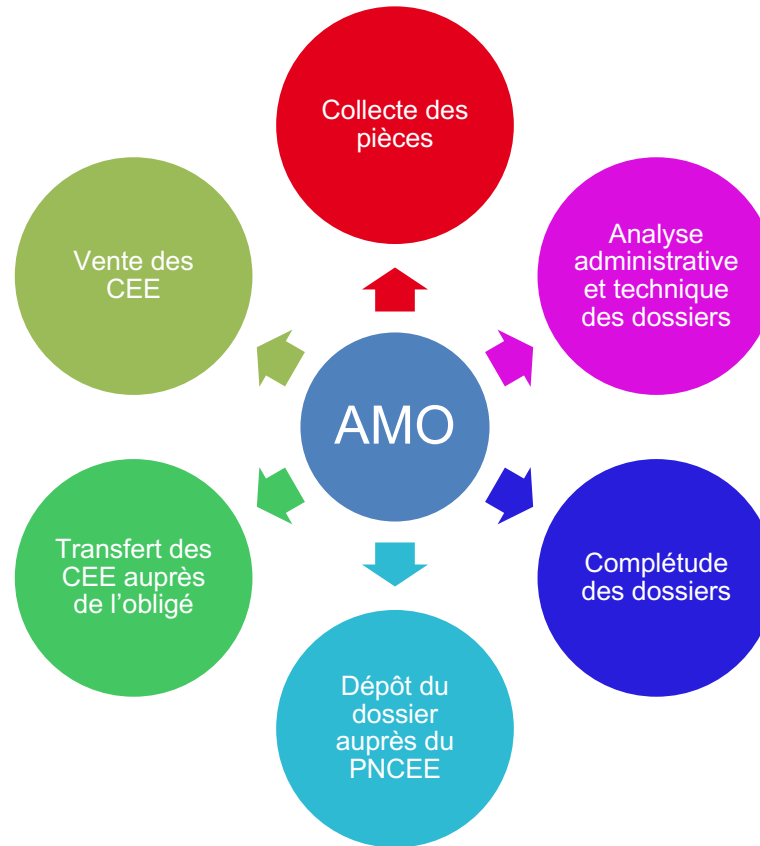 Collecte des
pièces
Analyse
administrative
et technique
des dossiers
Complétude
des dossiers
Dépôt du
dossier
auprès du
PNCEE
Transfert des
CEE auprès
de l’obligé
Vente des
CEE
AMO